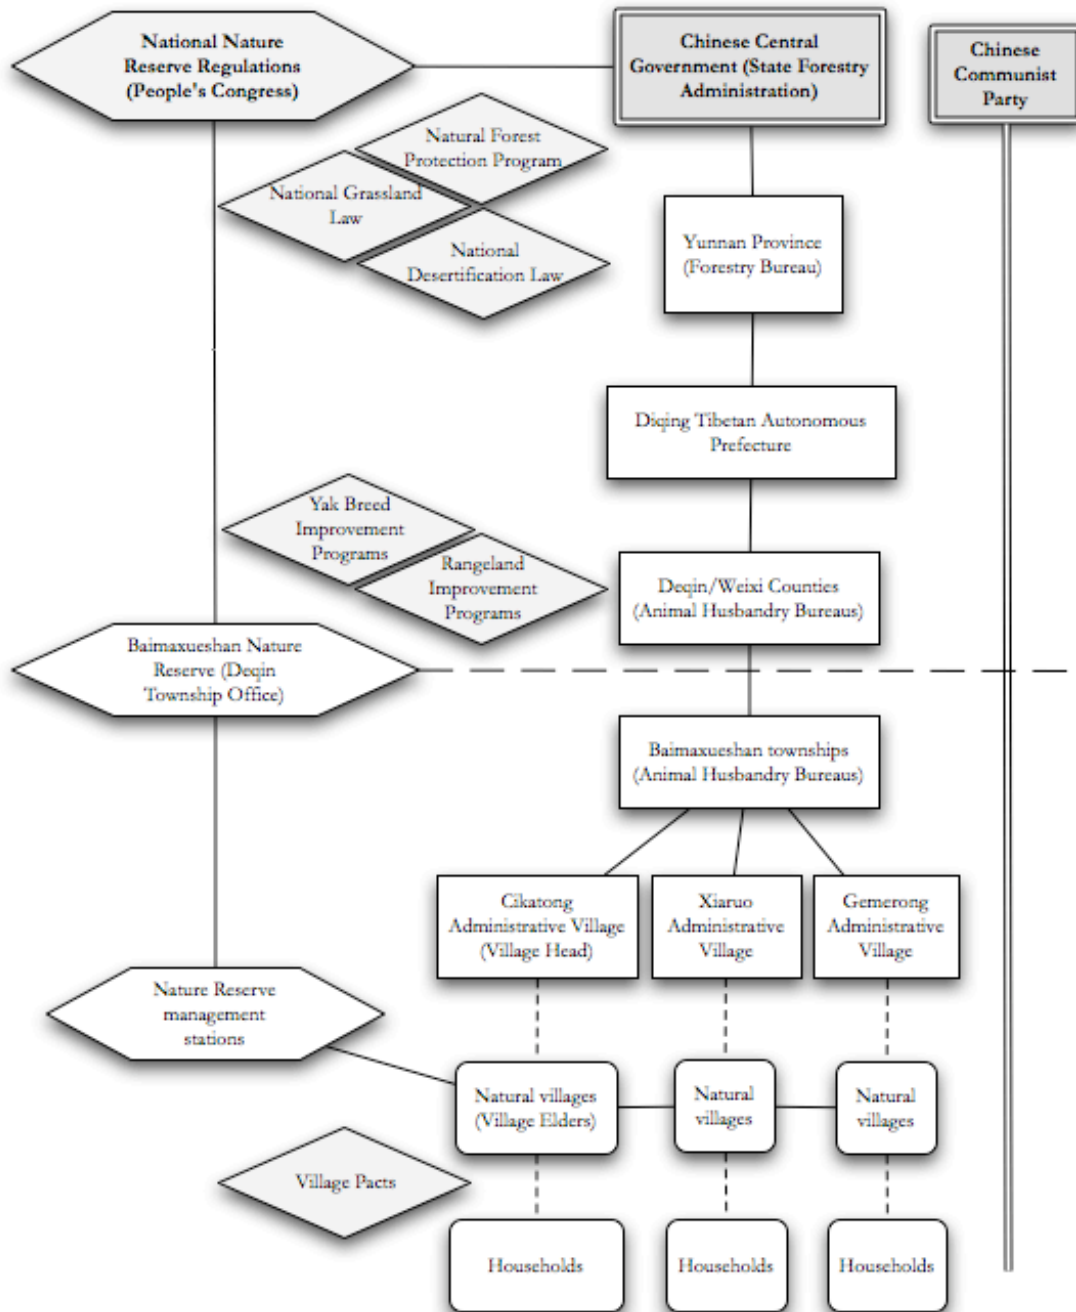 National Nature
Reserve Regulations
(People's Congress)
Chinese Central
Government (State Forestry
Administration)
Chinese
Communist
Party
Natural Forest
Protection Program
National Grassland
Law
National
Desertification Law
Yunnan Province
(Forestry Bureau)
Diqing Tibetan Autonomous
Prefecture
Yak Breed
Improvement
Programs
Rangeland
Improvement
Programs
Deqin/Weixi Counties
(Animal Husbandry Bureaus)
Baimaxueshan Nature
Reserve (Deqin
Township Office)
Baimaxueshan townships
(Animal Husbandry Bureaus)
Cikatong
Administrative Village
(Village Head)
Xiaruo
Administrative
Village
Gemerong
Administrative
Village
Nature Reserve
management
stations
Natural villages
(Village Elders)
Natural
villages
Natural
villages
Village Pacts
Households
Households
Households